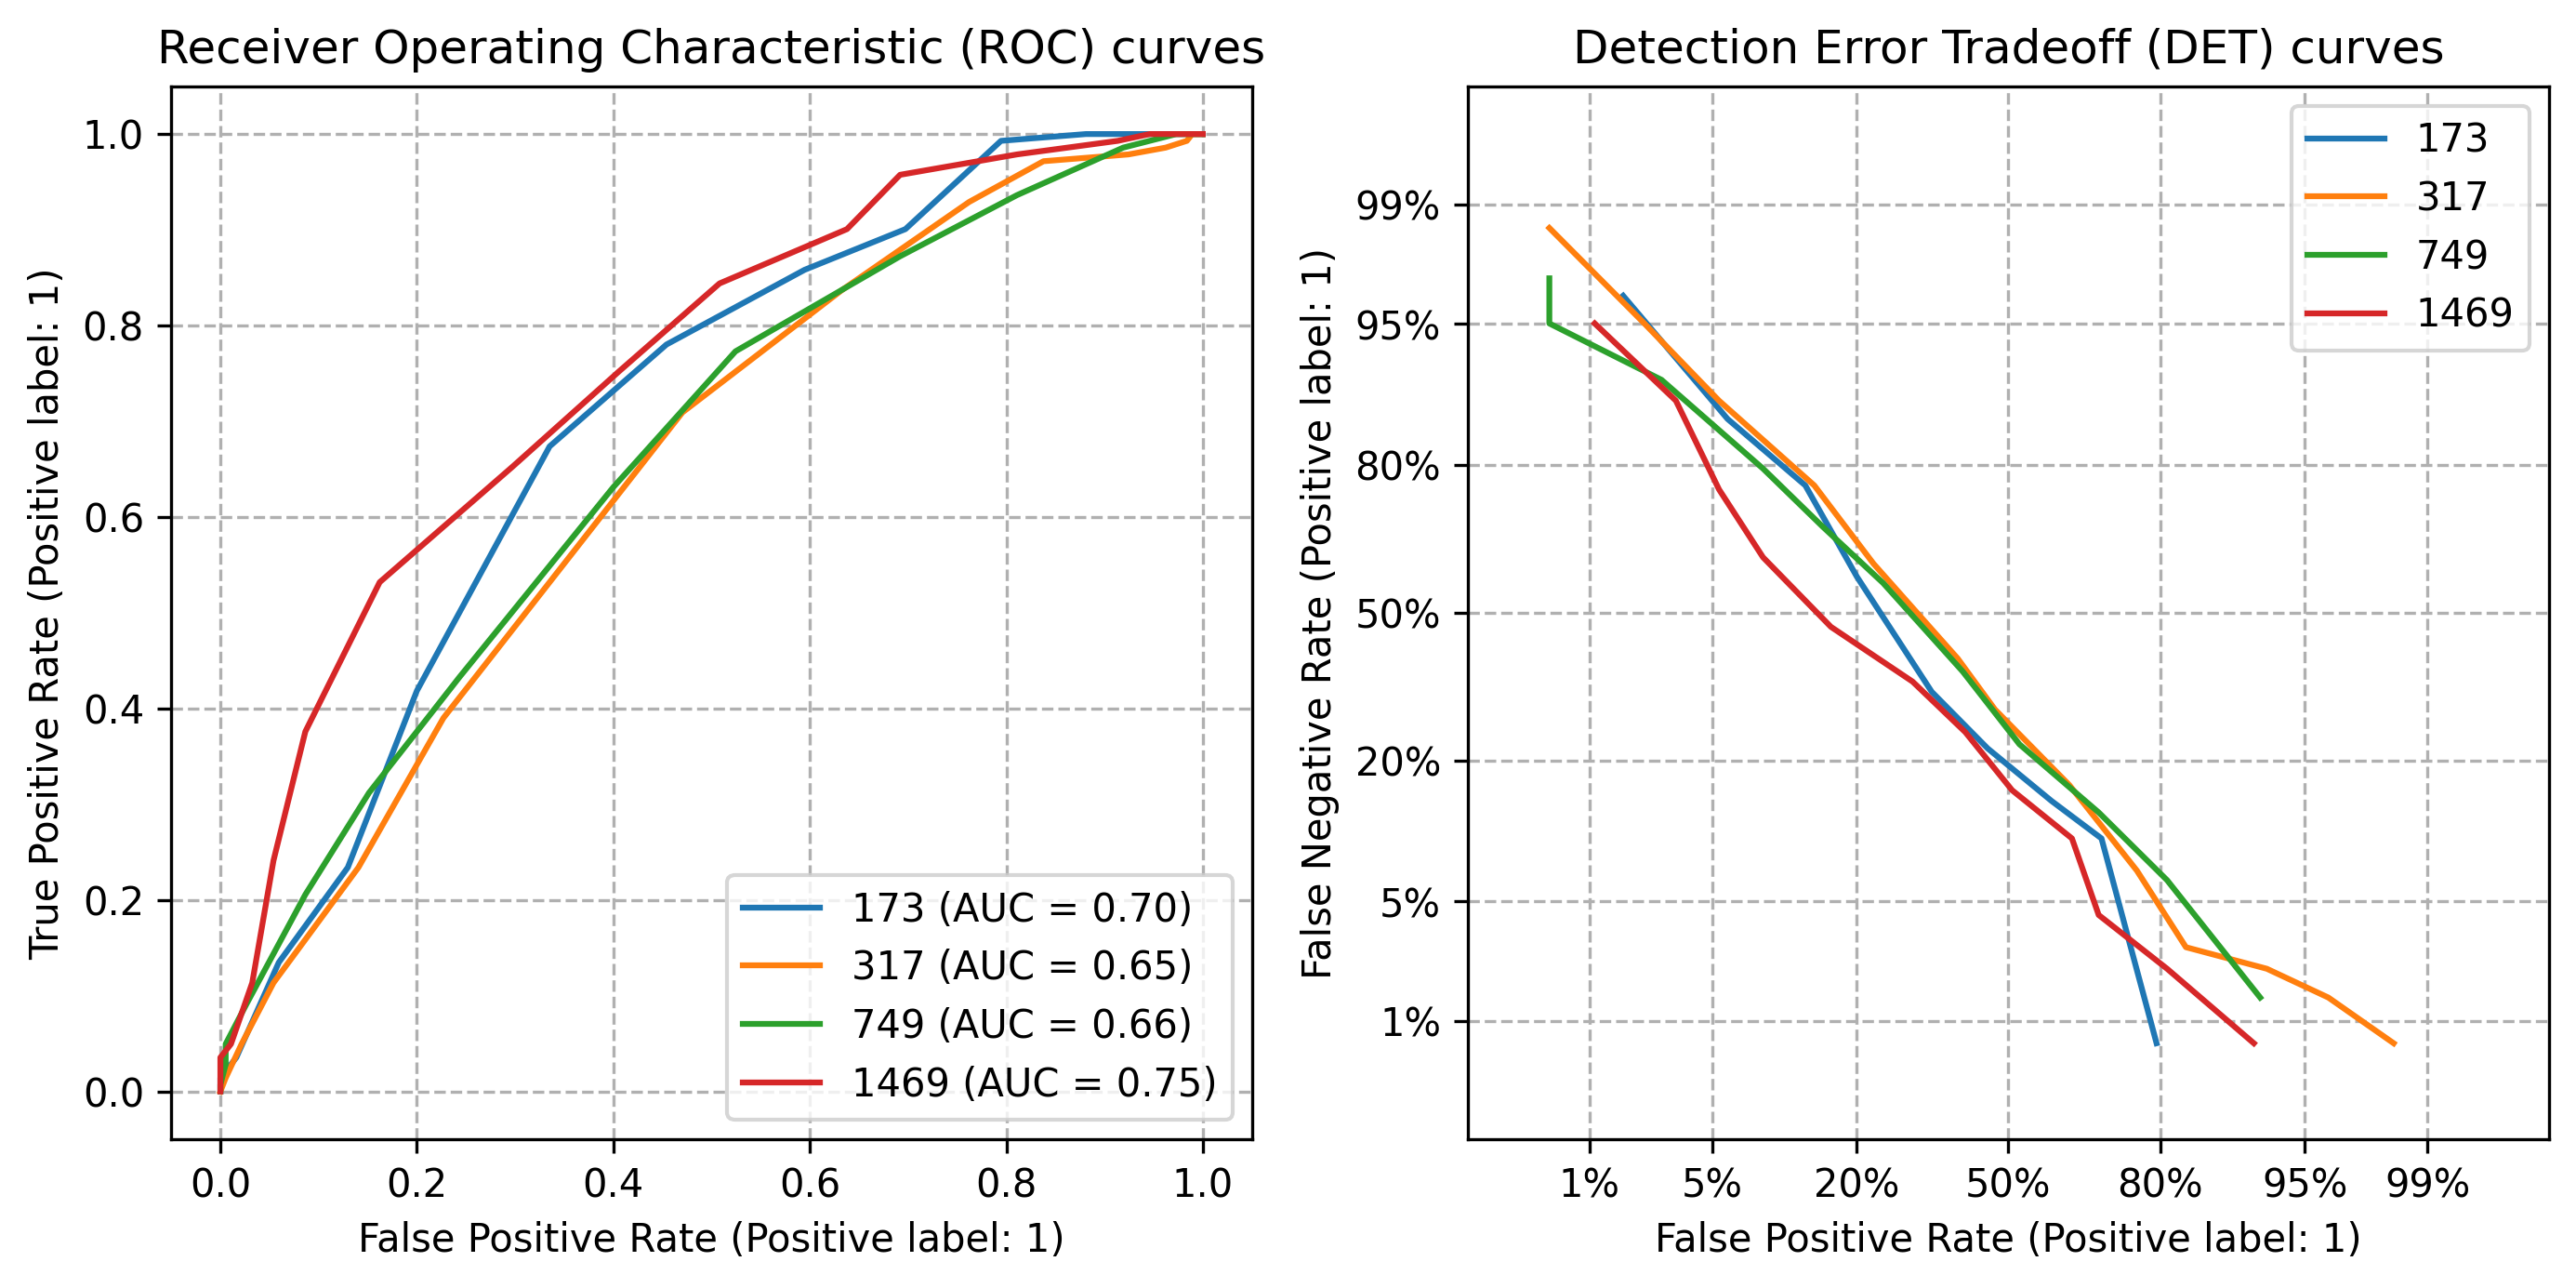 Receiver Operating Characteristic (ROC) curves
True Positive Rate (Positive label: 1)
1.0
0.8
0.6
0.4
0.2
0.0
173 (AUC = 0.70)
317 (AUC = 0.65)
749 (AUC = 0.66)
1469 (AUC = 0.75)
0.0 0.2 0.4 0.6 0.8 1.0
False Positive Rate (Positive label: 1)
Detection Error Tradeoff (DET) curves
False Negative Rate (Positive label: 1)
99%
95%
80%
50%
20%
5%
1%
173
317
749
1469
1% 5% 20% 50% 80% 95% 99%
False Positive Rate (Positive label: 1)